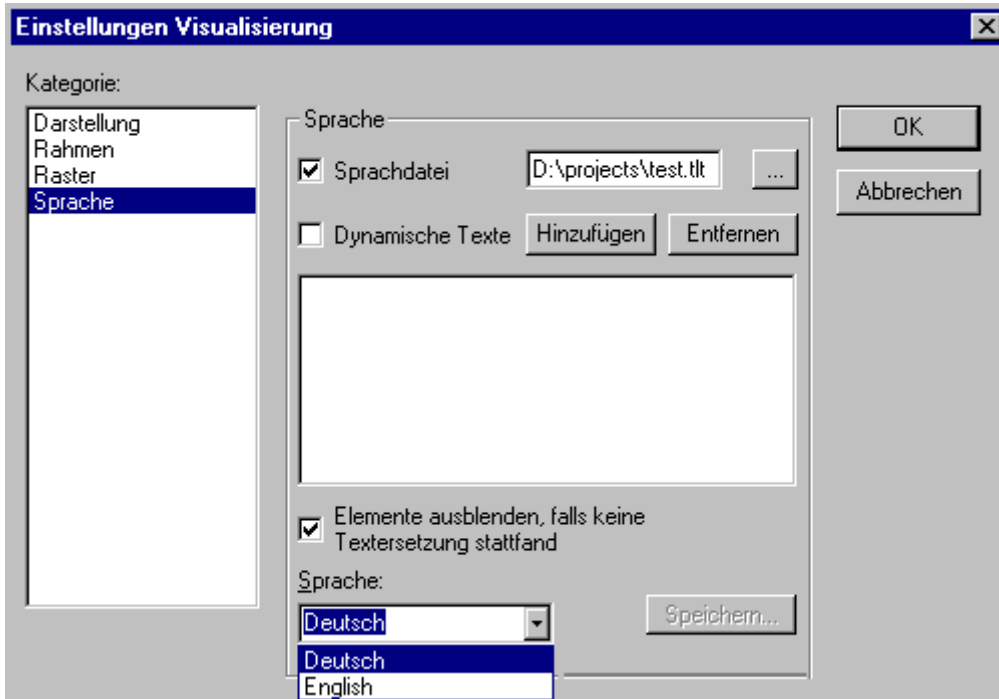 Einstellungen Visualisierung
Kategorie:
Darstellung
Rahmen
Raster
Sprache
Sprache
Sprachdatei
D:\projects\test.tlt
...
Dynamische Texte
Hinzufügen
Entfernen
Elemente ausblenden, falls keine
Textersetzung stattfand
Sprache:
Deutsch
Deutsch
English
Speichern...
OK
Abbrechen